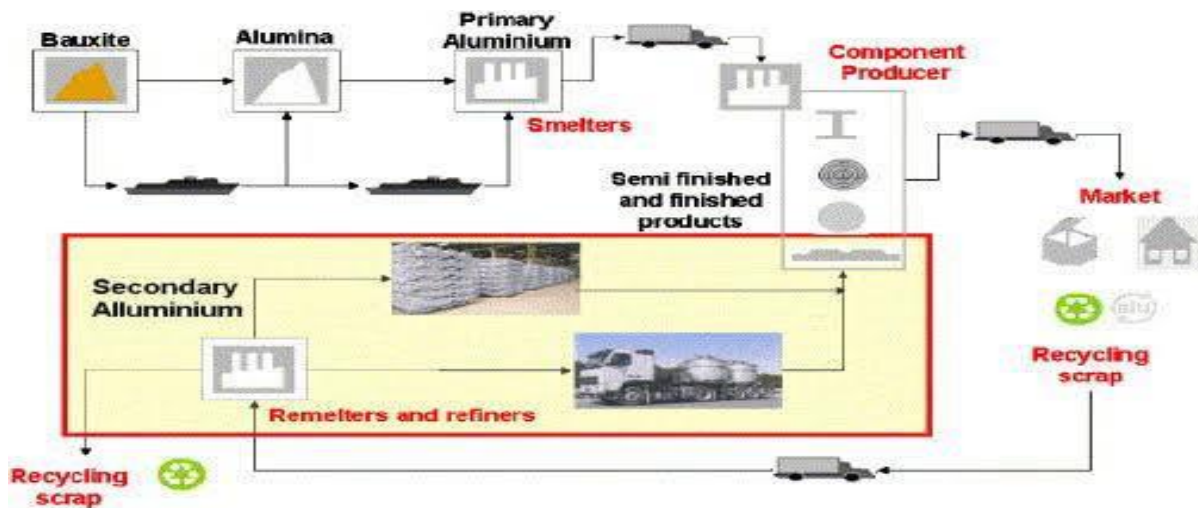 Bauxite
Alumina
Primary
Aluminium
Component
Producer
Smelters
Semi finished
and finished
products
Market
Secondary
Alluminium
Remelters and refiners
Recycling
scrap
Recycling
scrap
alu